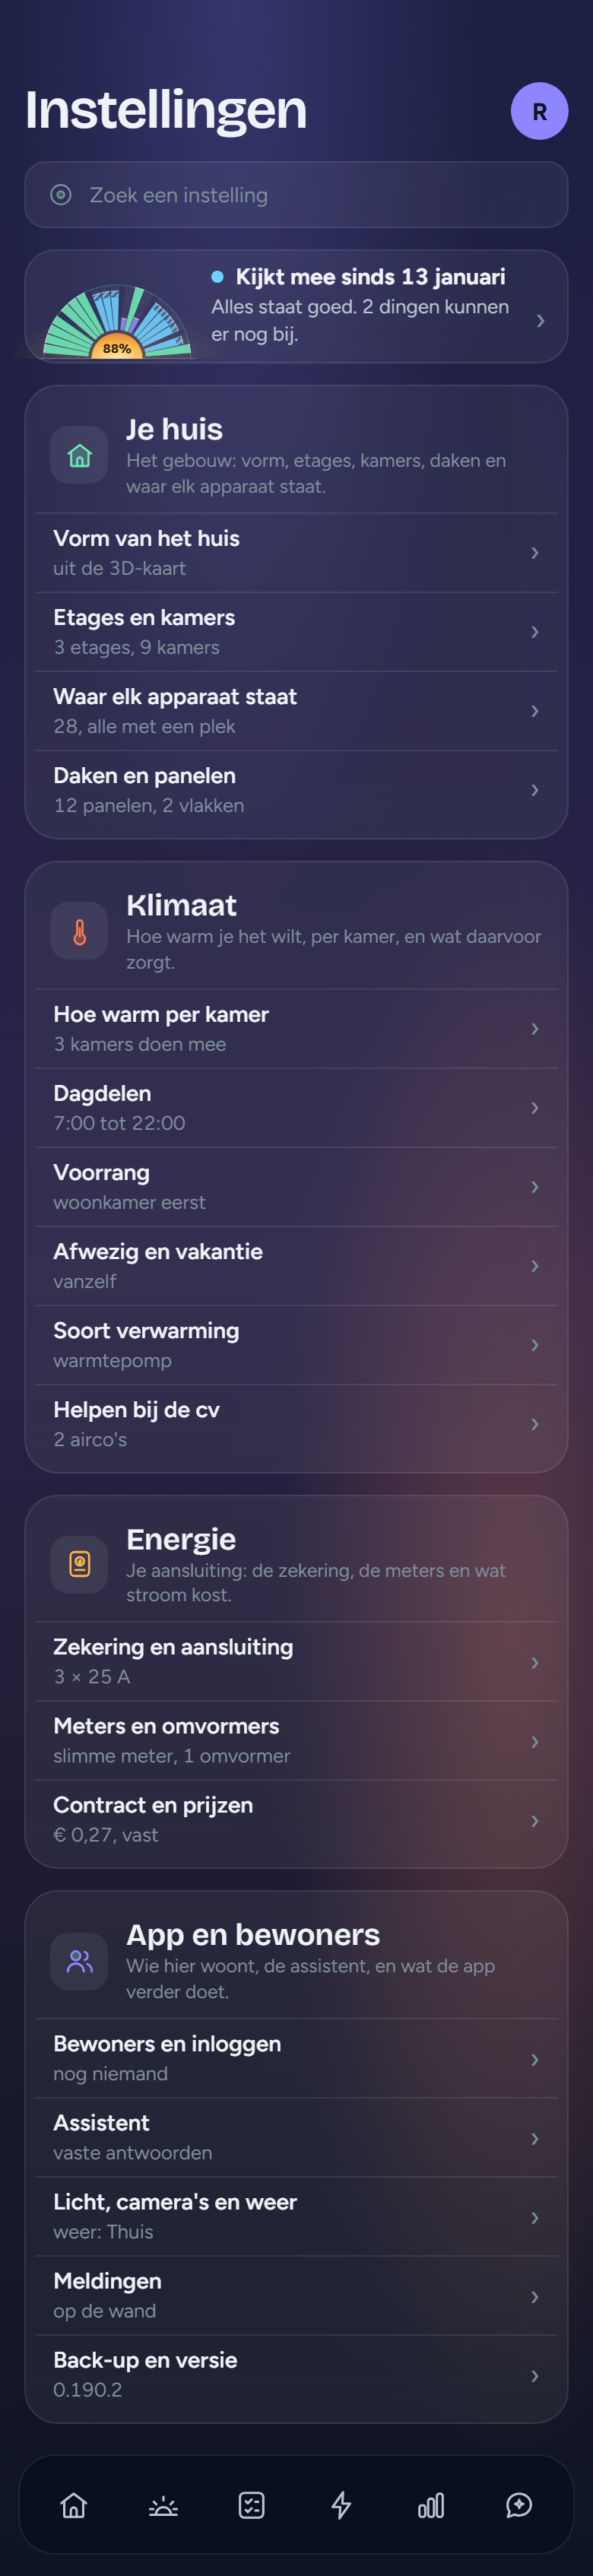 Instellingen
R
Zoek een instelling
Kijkt mee sinds 13 januari
Alles staat goed. 2 dingen kunnen
er nog bij.
88%
Je huis
Het gebouw: vorm, etages, kamers, daken en
waar elk apparaat staat.
Vorm van het huis
uit de 3D-kaart
Etages en kamers
3 etages, 9 kamers
Waar elk apparaat staat
28, alle met een plek
Daken en panelen
12 panelen, 2 vlakken
Klimaat
Hoe warm je het wilt, per kamer, en wat daarvoor
zorgt.
Hoe warm per kamer
3 kamers doen mee
Dagdelen
7:00 tot 22:00
Voorrang
woonkamer eerst
Afwezig en vakantie
vanzelf
Soort verwarming
warmtepomp
Helpen bij de cv
2 airco's
Energie
Je aansluiting: de zekering, de meters en wat
stroom kost.
Zekering en aansluiting
3 × 25 A
Meters en omvormers
slimme meter, 1 omvormer
Contract en prijzen
€ 0,27, vast
App en bewoners
Wie hier woont, de assistent, en wat de app
verder doet.
Bewoners en inloggen
nog niemand
Assistent
vaste antwoorden
Licht, camera's en weer
weer: Thuis
Meldingen
op de wand
Back-up en versie
0.190.2